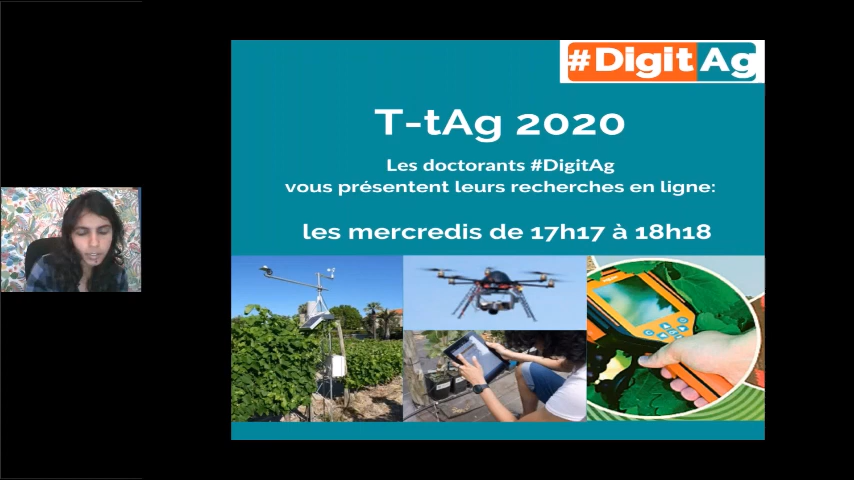 #DigitAg
T-tAg 2020
Les doctorants #DigitAg
vous présentent leurs recherches en ligne:
les mercredis de 17h17 à 18h18